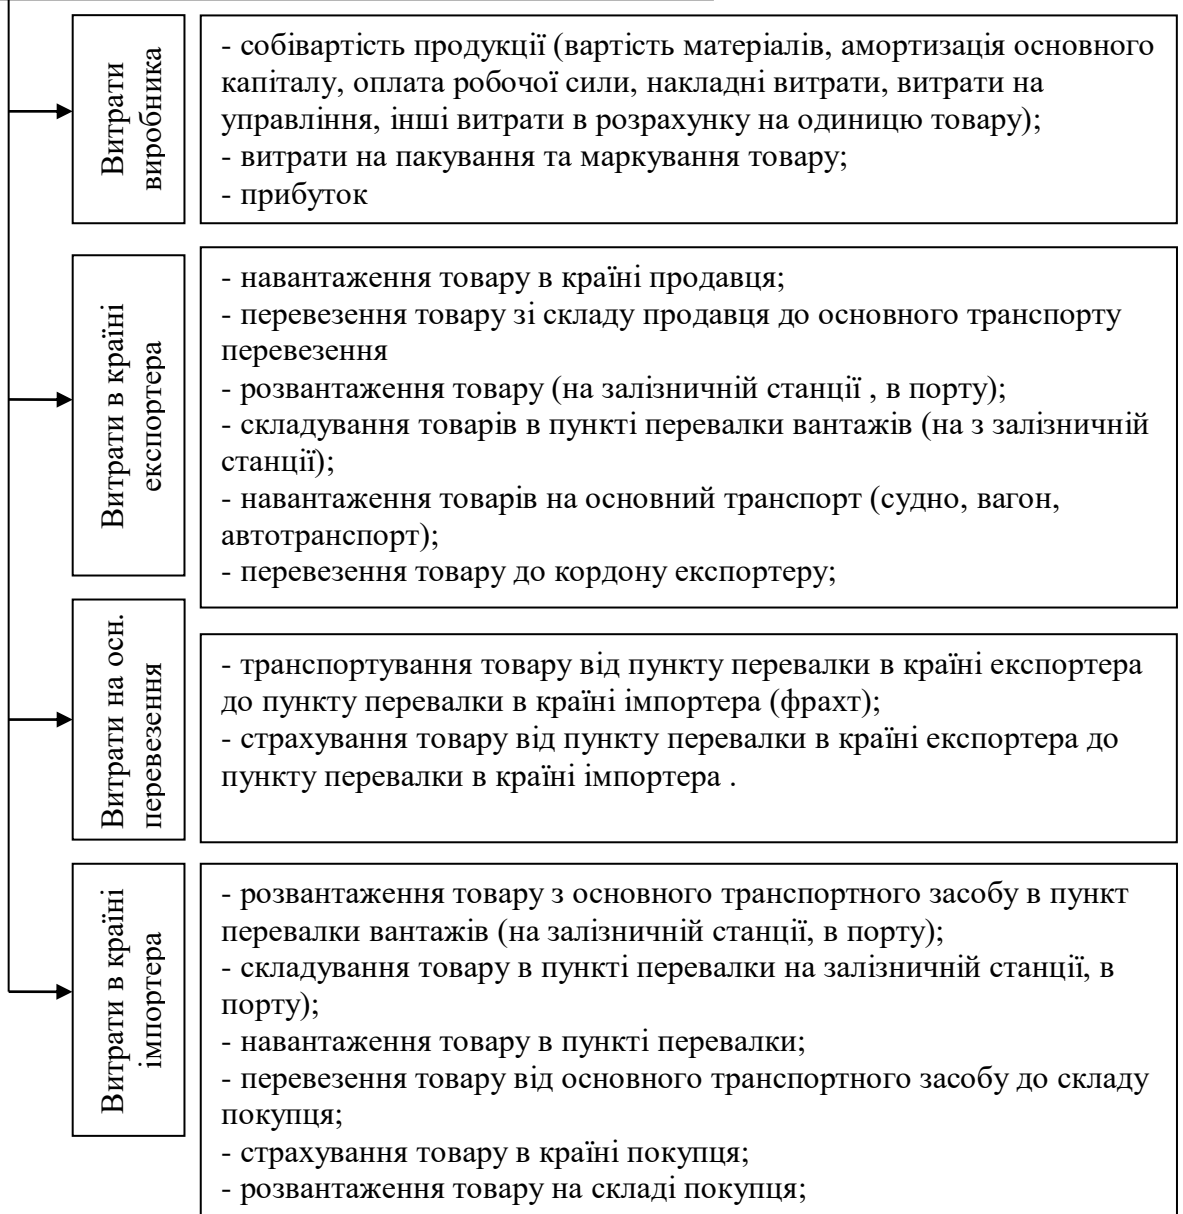 Витрати
виробника
- собівартість продукції (вартість матеріалів, амортизація основного
капіталу, оплата робочої сили, накладні витрати, витрати на
управління, інші витрати в розрахунку на одиницю товару);
- витрати на пакування та маркування товару;
- прибуток
Витрати в країні
експортера
- навантаження товару в країні продавця;
- перевезення товару зі складу продавця до основного транспорту
перевезення
- розвантаження товару (на залізничній станції , в порту);
- складування товарів в пункті перевалки вантажів (на з залізничній
станції);
- навантаження товарів на основний транспорт (судно, вагон,
автотранспорт);
- перевезення товару до кордону експортеру;
Витрати на осн.
перевезення
- транспортування товару від пункту перевалки в країні експортера
до пункту перевалки в країні імпортера (фрахт);
- страхування товару від пункту перевалки в країні експортера до
пункту перевалки в країні імпортера .
Витрати в країні
імпортера
- розвантаження товару з основного транспортного засобу в пункт
перевалки вантажів (на залізничній станції, в порту);
- складування товару в пункті перевалки на залізничній станції, в
порту);
- навантаження товару в пункті перевалки;
- перевезення товару від основного транспортного засобу до складу
покупця;
- страхування товару в країні покупця;
- розвантаження товару на складі покупця;